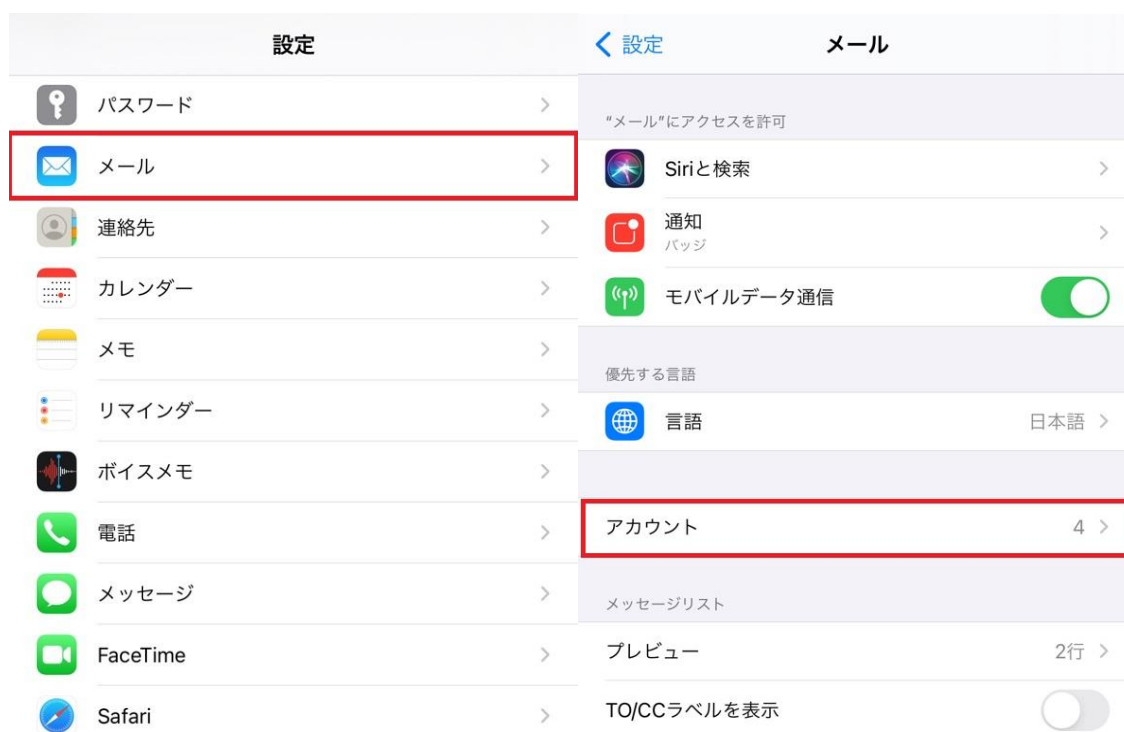 設定
パスワード
メール
連絡先
カレンダー
メモ
リマインダー
ボイスメモ
電話
メッセージ
FaceTime
Safari
設定
メール
“メール”にアクセスを許可
Siriと検索
通知
バッジ
モバイルデータ通信
優先する言語
言語 日本語
アカウント 4
メッセージリスト
プレビュー 2行
TO/CCラベルを表示